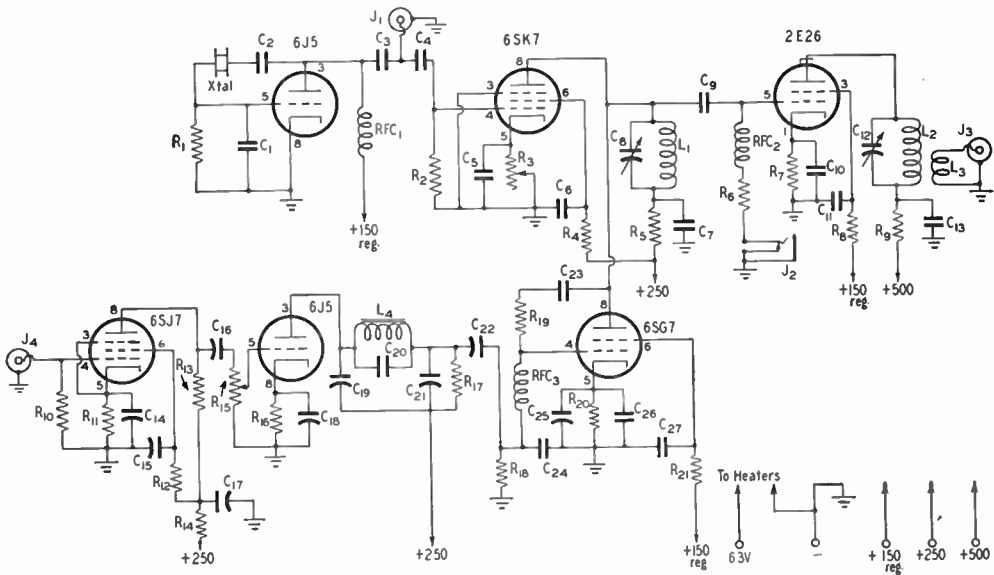 J1
C2
6J5
C3
C4
6SK7
2E26
Xtal
3
8
8
3
5
3
6
C9
5
3
4
J3
R1
C1
RFC1
C8
L1
RFC2
1
C12
L2
L3
8
5
R2
C5
R3
C6
R6
R7
C10
C11
R4
R5
C7
R8
R9
C13
J2
+150
reg.
+250
+150
reg.
+500
C23
6J5
L4
6SJ7
8
3
8
R19
6SG7
J4
3
6
C16
C22
4
6
4
R13
5
C20
RFC3
5
8
5
C19
C21
R17
R10
R11
C14
R15
R16
C18
C25
R20
C26
C27
C15
R12
C17
R18
C24
R21
R14
To Heaters
+250
+250
+150
reg
6.3V
-
+150
reg.
+250
+500